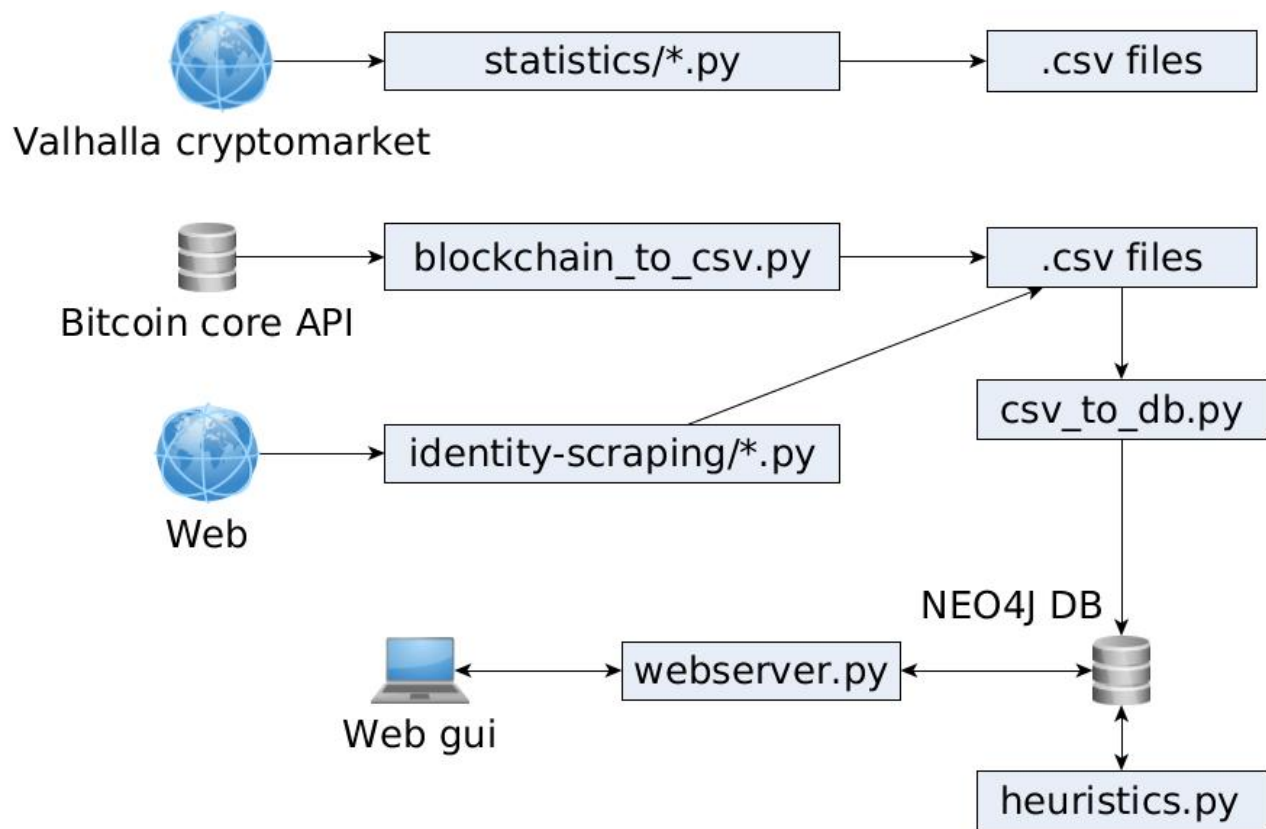 statistics/*.py
.csv files
Valhalla cryptomarket
blockchain_to_csv.py
.csv files
Bitcoin core API
csv_to_db.py
identity-scraping/*.py
Web
NEO4J DB
webserver.py
Web gui
heuristics.py